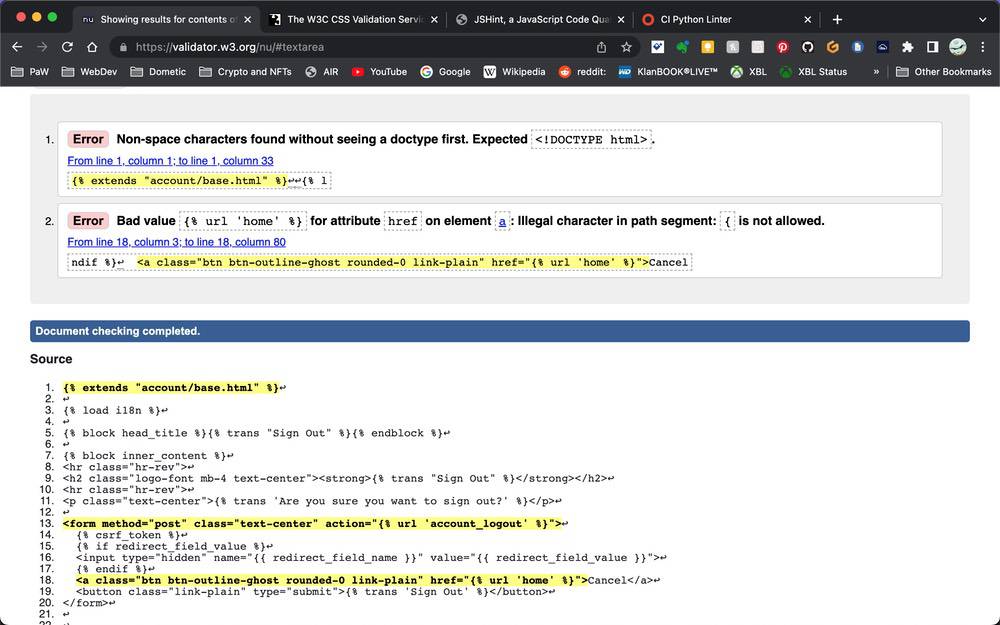 Showing results for contents of
The W3C CSS Validation Servi
JSHint, a JavaScript Code Qua
CI Python Linter
https://validator.w3.org/nu/#textarea
PaW
WebDev
Dometic
Crypto and NFTs
AIR
YouTube
Google
Wikipedia
reddit:
KlanBOOK®LIVE™
XBL
XBL Status
»
Other Bookmarks
1. Error Non-space characters found without seeing a doctype first. Expected <!DOCTYPE html>.
From line 1, column 1; to line 1, column 33
{% extends "account/base.html" %}↩↩{% l
2. Error Bad value {% url 'home' %} for attribute href on element a: Illegal character in path segment: { is not allowed.
From line 18, column 3; to line 18, column 80
ndif %}↩  <a class="btn btn-outline-ghost rounded-0 link-plain" href="{% url 'home' %}">Cancel
Document checking completed.
Source
1. {% extends "account/base.html" %}↩
2. ↩
3. {% load i18n %}↩
4. ↩
5. {% block head_title %}{% trans "Sign Out" %}{% endblock %}↩
6. ↩
7. {% block inner_content %}↩
8. <hr class="hr-rev">↩
9. <h2 class="logo-font mb-4 text-center"><strong>{% trans "Sign Out" %}</strong></h2>↩
10. <hr class="hr-rev">↩
11. <p class="text-center">{% trans 'Are you sure you want to sign out?' %}</p>↩
12. ↩
13. <form method="post" class="text-center" action="{% url 'account_logout' %}">↩
14.   {% csrf_token %}↩
15.   {% if redirect_field_value %}↩
16.   <input type="hidden" name="{{ redirect_field_name }}" value="{{ redirect_field_value }}">↩
17.   {% endif %}↩
18.   <a class="btn btn-outline-ghost rounded-0 link-plain" href="{% url 'home' %}">Cancel</a>↩
19.   <button class="link-plain" type="submit">{% trans 'Sign Out' %}</button>↩
20. </form>↩
21. ↩